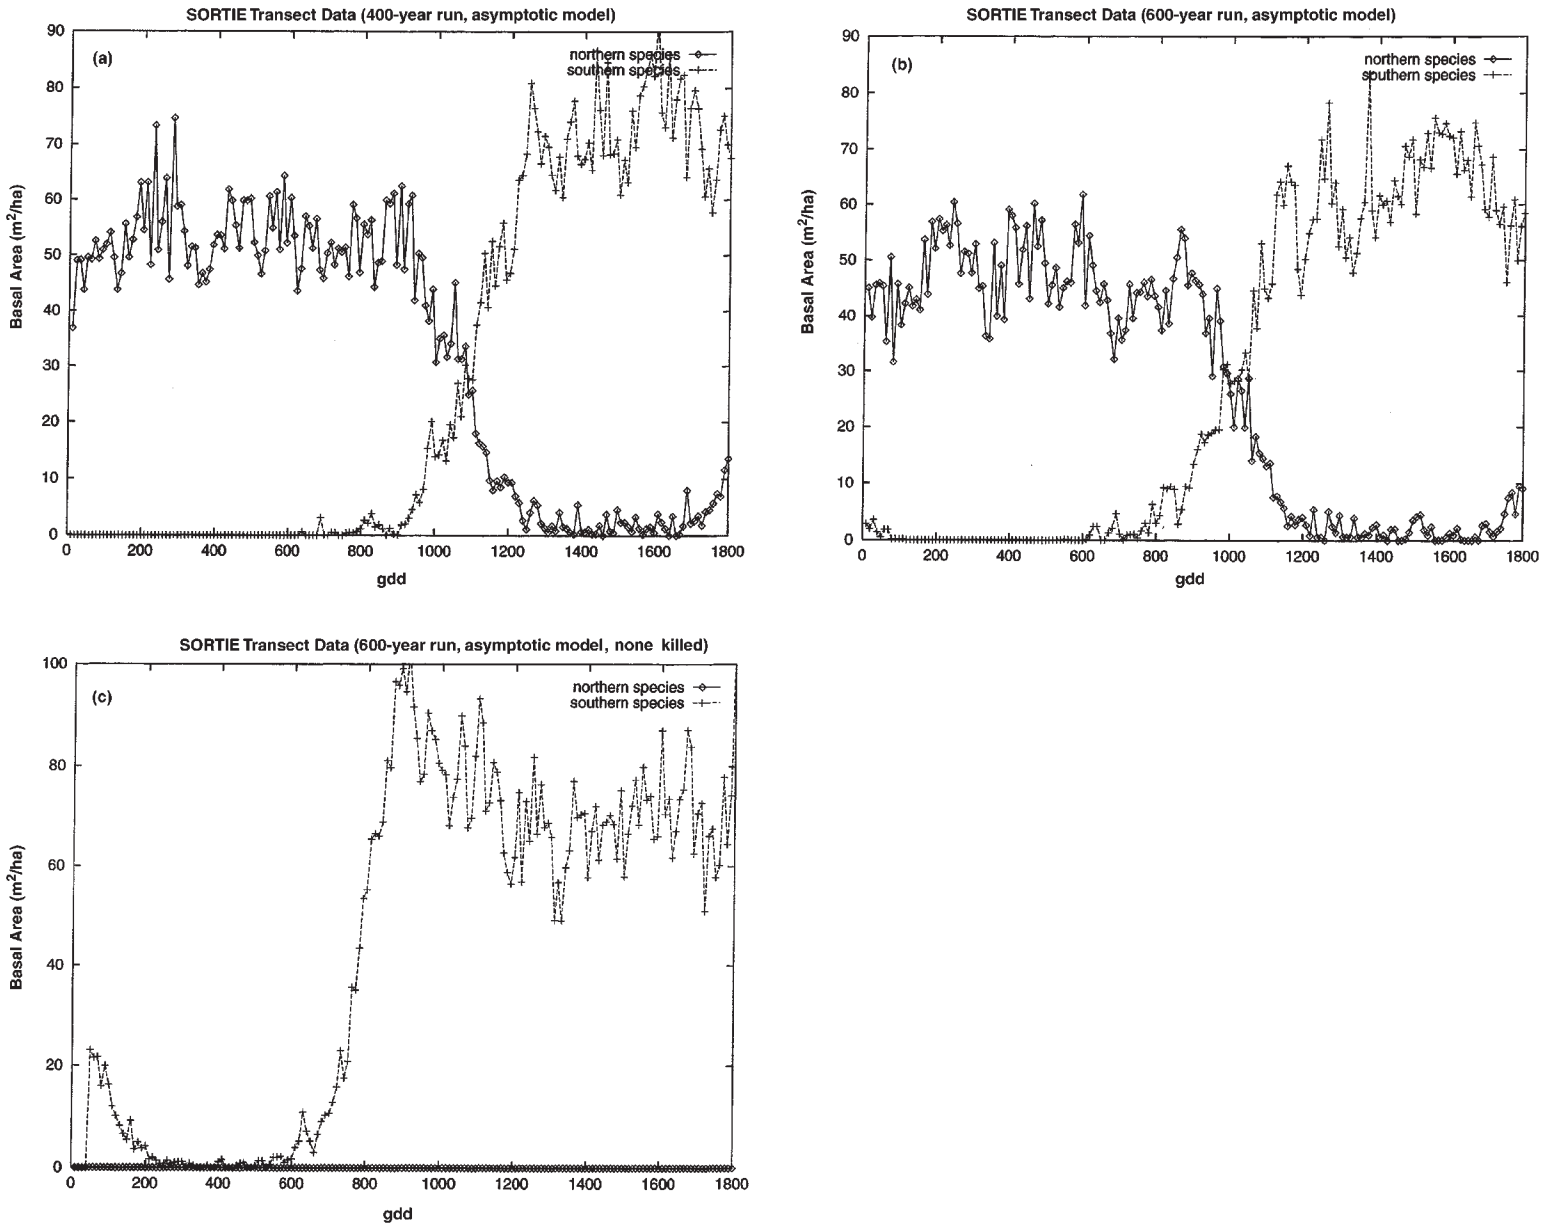 SORTIE Transect Data (400-year run, asymptotic model)
(a)
northern species
southern species
90
80
70
60
50
40
30
20
10
0
Basal Area (m²/ha)
0 200 400 600 800 1000 1200 1400 1600 1800
gdd
SORTIE Transect Data (600-year run, asymptotic model)
(b)
northern species
southern species
90
80
70
60
50
40
30
20
10
0
Basal Area (m²/ha)
0 200 400 600 800 1000 1200 1400 1600 1800
gdd
SORTIE Transect Data (600-year run, asymptotic model, none killed)
(c)
northern species
southern species
100
80
60
40
20
0
Basal Area (m²/ha)
0 200 400 600 800 1000 1200 1400 1600 1800
gdd